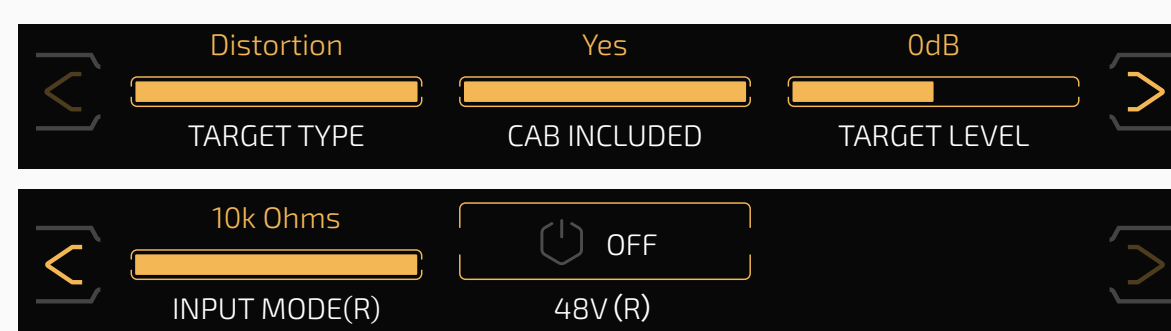 Distortion Yes 0dB
TARGET TYPE CAB INCLUDED TARGET LEVEL
10k Ohms OFF
INPUT MODE(R) 48V (R)